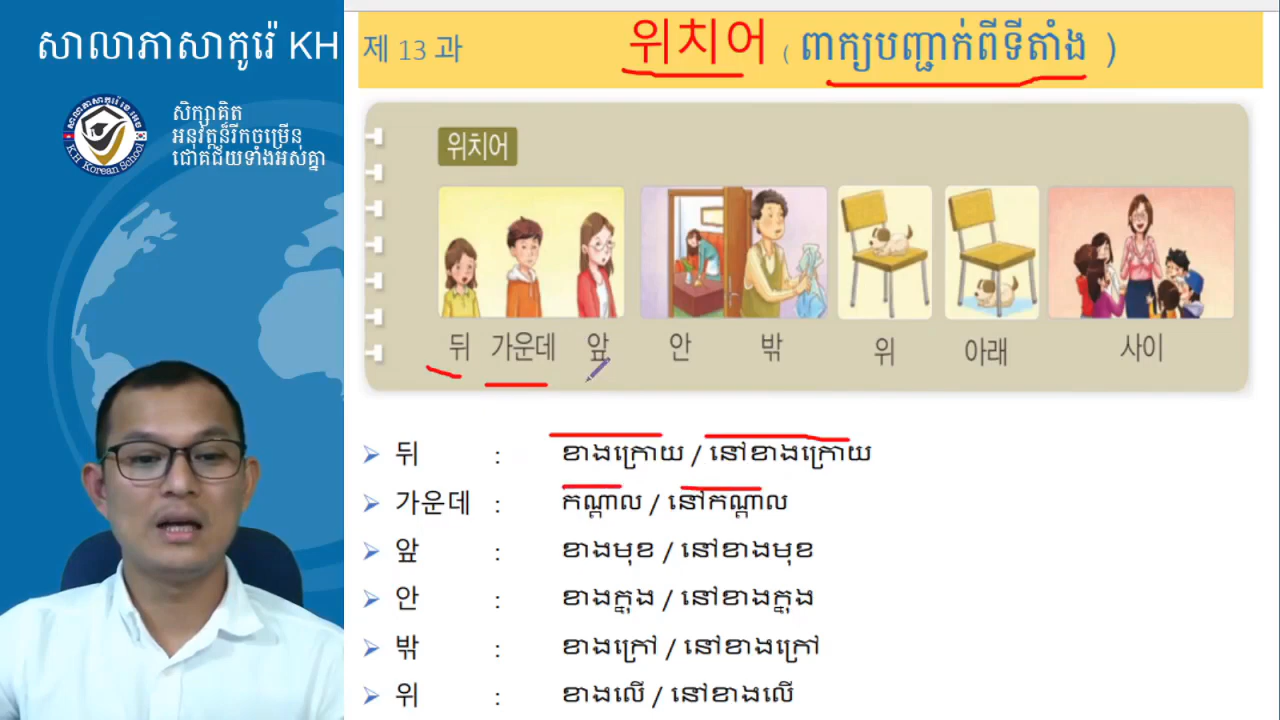 សាលាភាសាកូរ៉េ KH
សិក្សាគិត
អនុវត្តន៍រីកចម្រើន
ជោគជ័យទាំងអស់គ្នា
K.H Korean School
제 13 과
위치어 ( ពាក្យបញ្ជាក់ពីទីតាំង )
위치어
뒤 가운데 앞 안 밖 위 아래 사이
뒤 : ខាងក្រោយ / នៅខាងក្រោយ
가운데 : កណ្ដាល / នៅកណ្ដាល
앞 : ខាងមុខ / នៅខាងមុខ
안 : ខាងក្នុង / នៅខាងក្នុង
밖 : ខាងក្រៅ / នៅខាងក្រៅ
위 : ខាងលើ / នៅខាងលើ